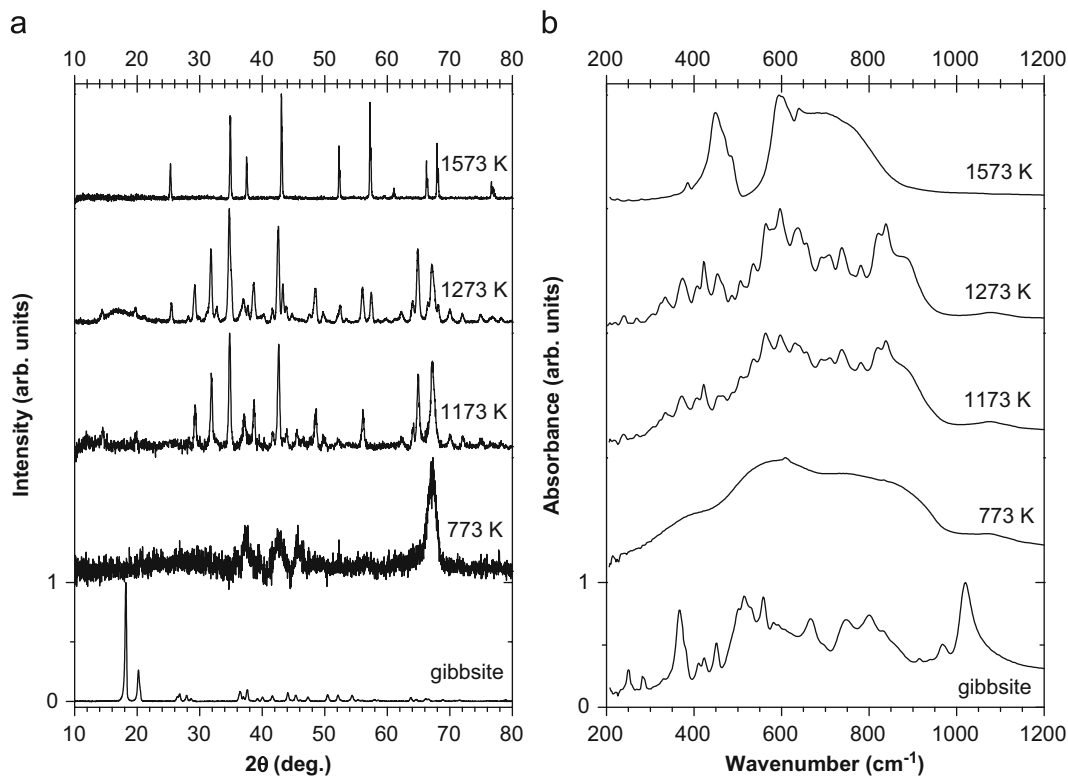 a
b
10 20 30 40 50 60 70 80
200 400 600 800 1000 1200
1573 K
1573 K
1273 K
1273 K
1173 K
1173 K
773 K
773 K
1
1
gibbsite
gibbsite
0
0
10 20 30 40 50 60 70 80
200 400 600 800 1000 1200
2θ (deg.)
Wavenumber (cm⁻¹)
Intensity (arb. units)
Absorbance (arb. units)